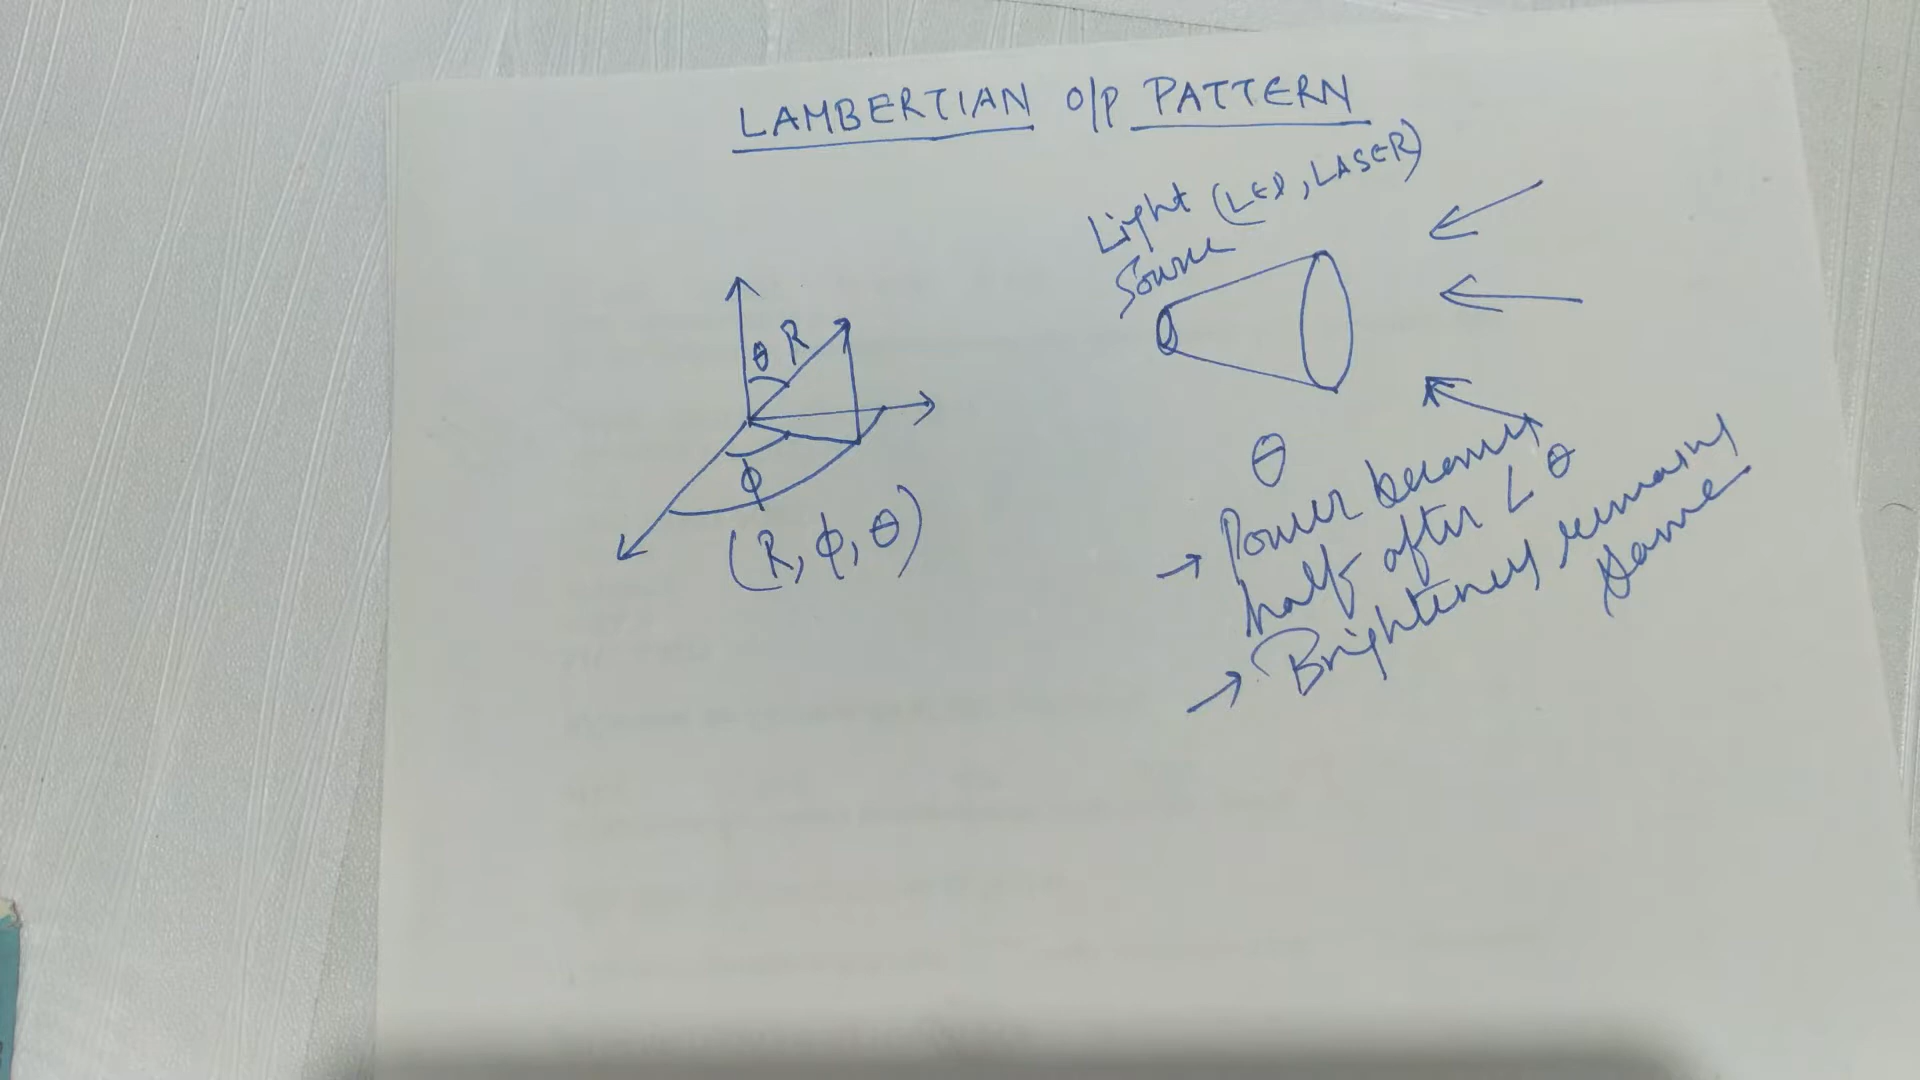 LAMBERTIAN O/P PATTERN
Light (LED, LASER)
Source
θ R
ϕ
(R, ϕ, θ)
θ
→ Power becomes
half after ∠ θ
→ Brightness remains
same